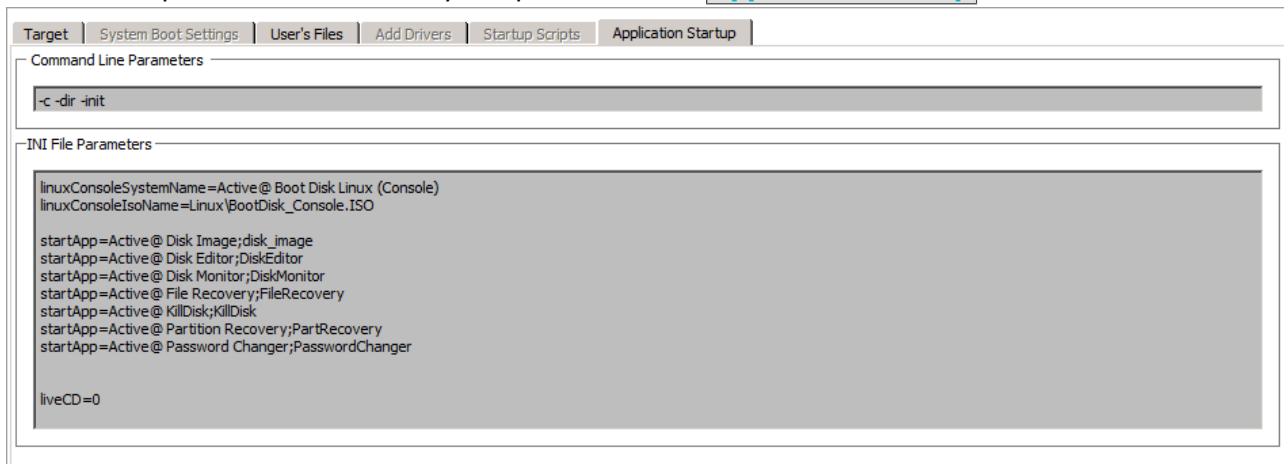 Target
System Boot Settings
User's Files
Add Drivers
Startup Scripts
Application Startup
Command Line Parameters
-c -dir -init
INI File Parameters
linuxConsoleSystemName=Active@ Boot Disk Linux (Console)
linuxConsoleIsoName=Linux\BootDisk_Console.ISO
startApp=Active@ Disk Image;disk_image
startApp=Active@ Disk Editor;DiskEditor
startApp=Active@ Disk Monitor;DiskMonitor
startApp=Active@ File Recovery;FileRecovery
startApp=Active@ KillDisk;KillDisk
startApp=Active@ Partition Recovery;PartRecovery
startApp=Active@ Password Changer;PasswordChanger
liveCD=0